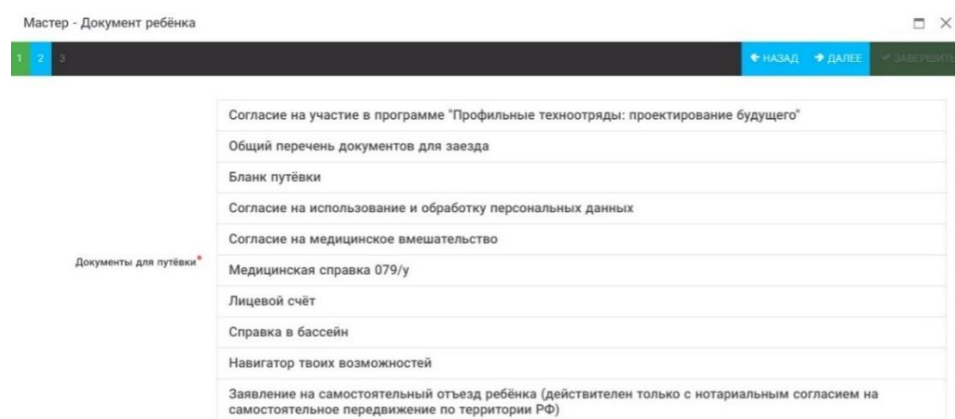 Мастер - Документ ребёнка
1 2 3 НАЗАД ДАЛЕЕ ЗАВЕРШИТЬ
Согласие на участие в программе "Профильные техноотряды: проектирование будущего"
Общий перечень документов для заезда
Бланк путёвки
Согласие на использование и обработку персональных данных
Согласие на медицинское вмешательство
Документы для путёвки*
Медицинская справка 079/у
Лицевой счёт
Справка в бассейн
Навигатор твоих возможностей
Заявление на самостоятельный отъезд ребёнка (действителен только с нотариальным согласием на
самостоятельное передвижение по территории РФ)